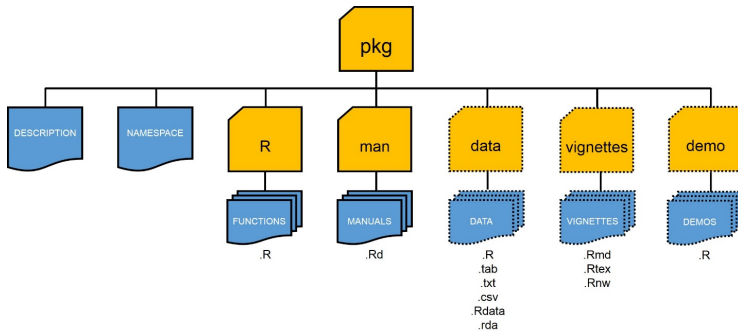 pkg
DESCRIPTION
NAMESPACE
R
man
data
vignettes
demo
FUNCTIONS
MANUALS
DATA
VIGNETTES
DEMOS
.R
.Rd
.R
.tab
.txt
.csv
.Rdata
.rda
.Rmd
.Rtex
.Rnw
.R